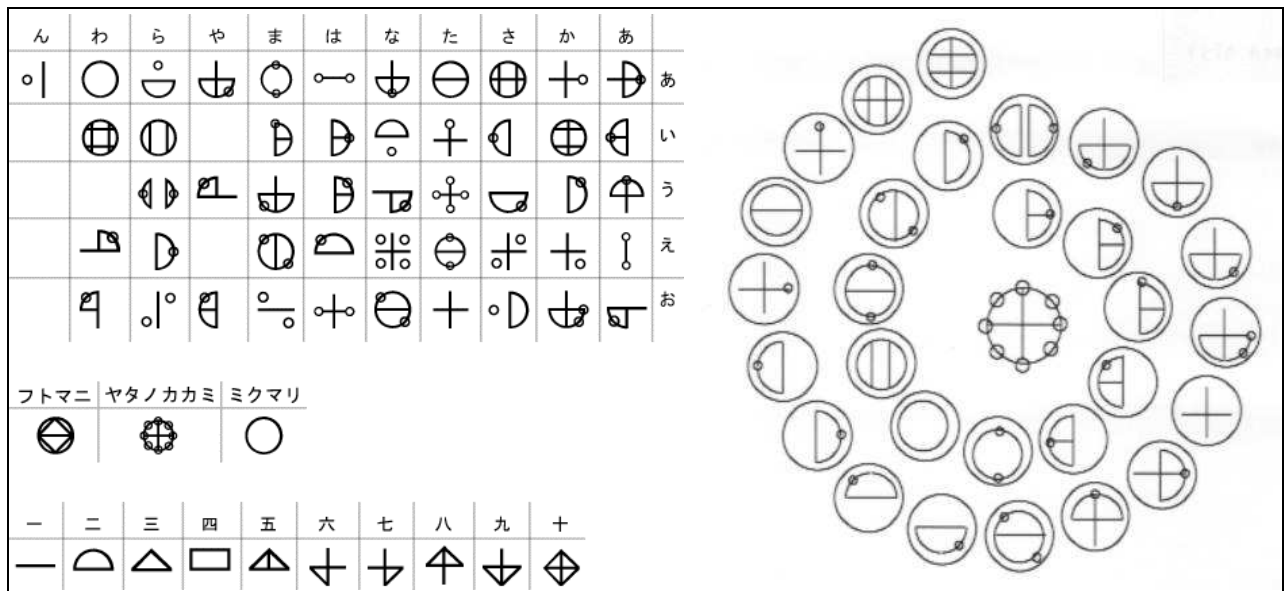 ん わ ら や ま は な た さ か あ
あ
い
う
え
お
フトマニ ヤタノカカミ ミクマリ
一 二 三 四 五 六 七 八 九 十